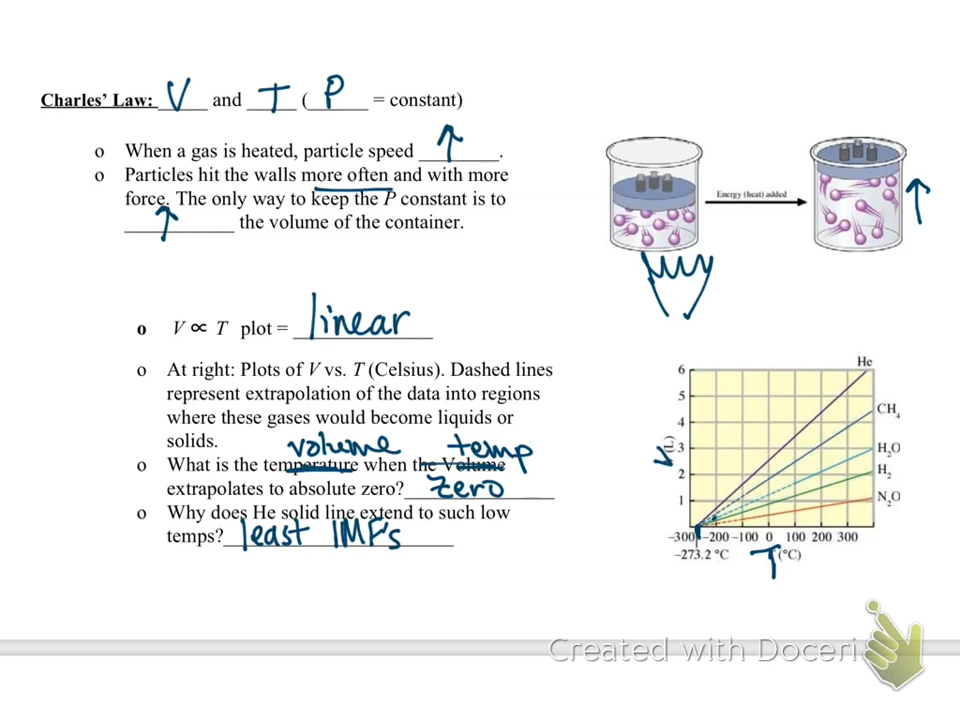 Charles' Law: V and T ( P = constant)
o When a gas is heated, particle speed ↑.
o Particles hit the walls more often and with more
force. The only way to keep the P constant is to
↑ the volume of the container.
Energy (heat) added
o V ∝ T plot = linear
o At right: Plots of V vs. T (Celsius). Dashed lines
represent extrapolation of the data into regions
where these gases would become liquids or
solids.
volume temp
o What is the temperature when the Volume
extrapolates to absolute zero? zero
o Why does He solid line extend to such low
temps? least IMF's
He
CH4
H2O
H2
N2O
6
5
4
3
2
1
V (L)
-300 -200 -100 0 100 200 300
-273.2 °C
T (°C)
Created with Doceri